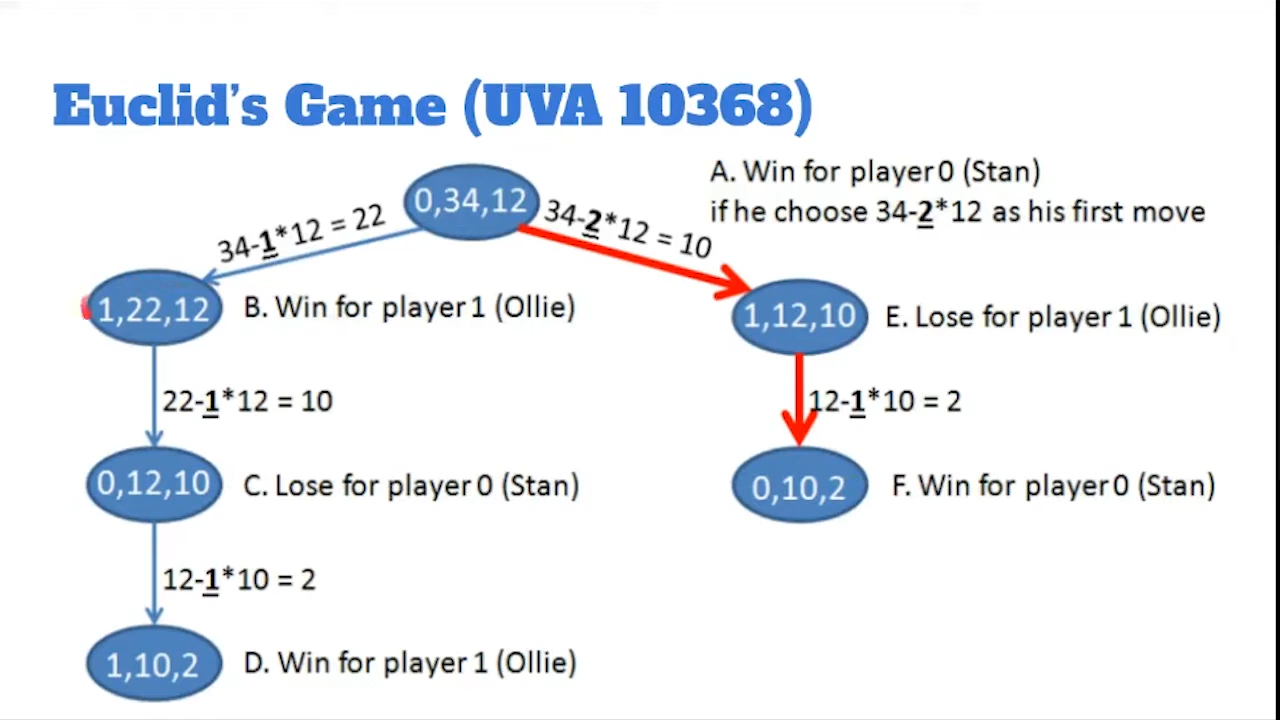 Euclid's Game (UVA 10368)
0,34,12
A. Win for player 0 (Stan)
if he choose 34-2*12 as his first move
34-1*12 = 22
34-2*12 = 10
1,22,12
B. Win for player 1 (Ollie)
1,12,10
E. Lose for player 1 (Ollie)
22-1*12 = 10
12-1*10 = 2
0,12,10
C. Lose for player 0 (Stan)
0,10,2
F. Win for player 0 (Stan)
12-1*10 = 2
1,10,2
D. Win for player 1 (Ollie)